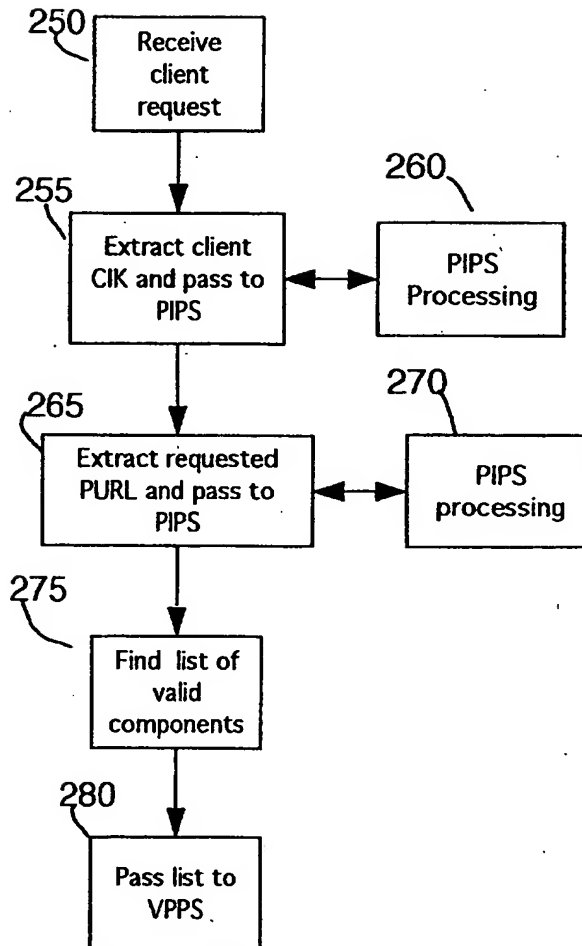 250
Receive
client
request
255
Extract client
CIK and pass to
PIPS
260
PIPS
Processing
265
Extract requested
PURL and pass to
PIPS
270
PIPS
processing
275
Find list of
valid
components
280
Pass list to
VPPS